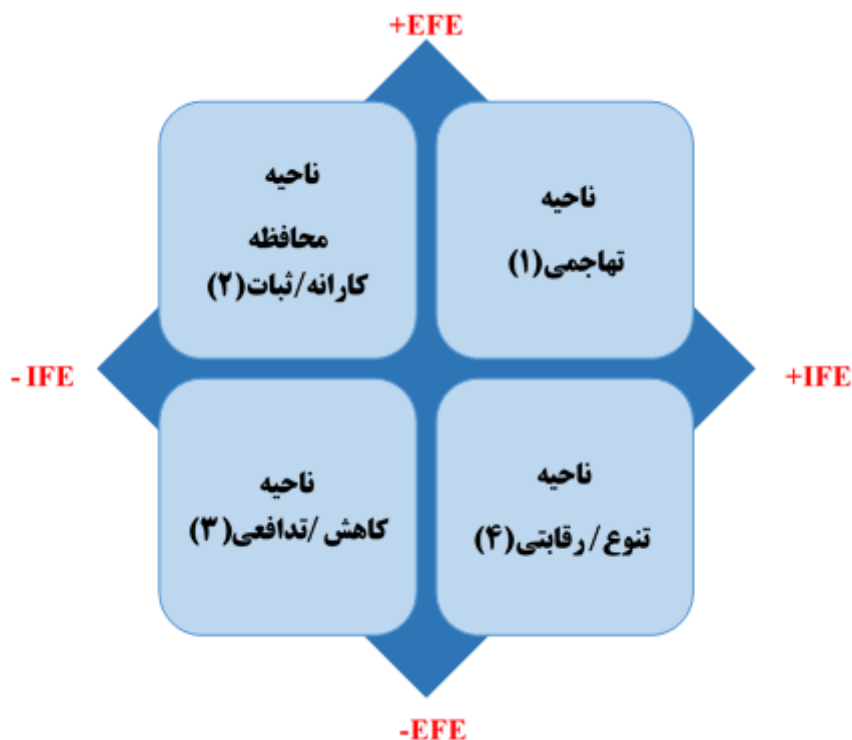 +EFE
ناحیه
تهاجمی(۱)
ناحیه
محافظه
کارانه/ثبات(۲)
- IFE
+IFE
ناحیه
تنوع/رقابتی(۴)
ناحیه
کاهش/تدافعی(۳)
-EFE